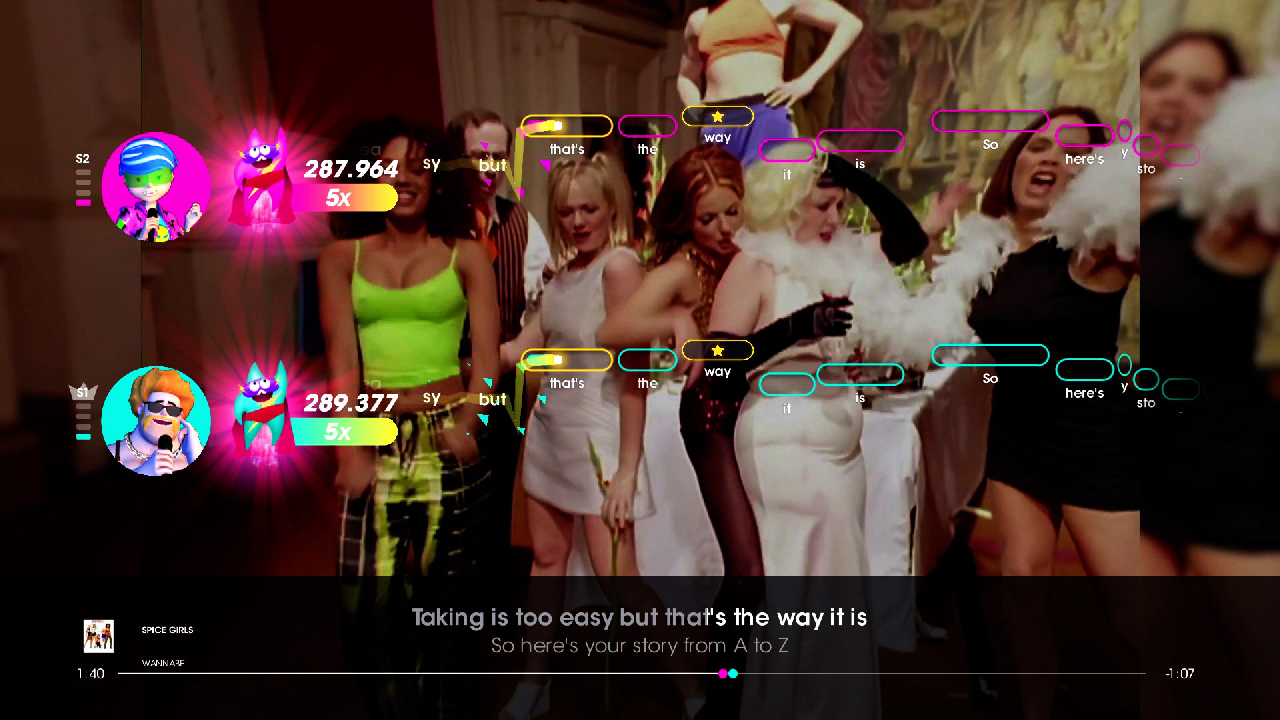 S2
287.964
5x
sy but that's the way it is So here's y sto
S1
289.377
5x
sy but that's the way it is So here's y sto
Taking is too easy but that's the way it is
So here's your story from A to Z
SPICE GIRLS
WANNABE
1:40
-1:07